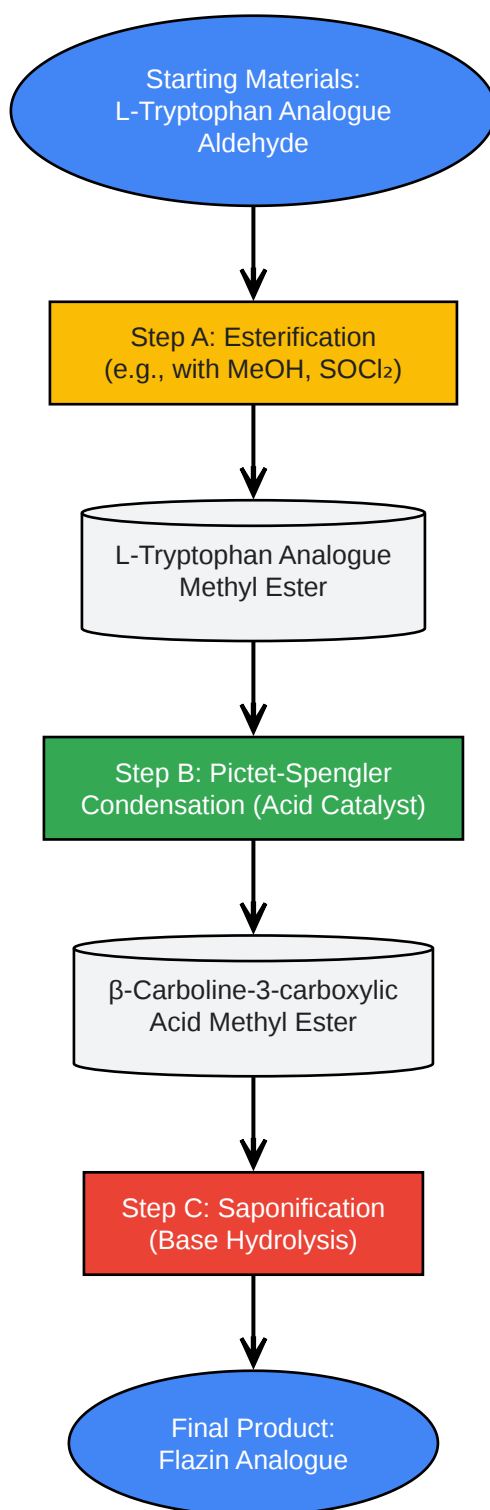 Starting Materials:
L-Tryptophan Analogue
Aldehyde
Step A: Esterification
(e.g., with MeOH, SOCl₂)
L-Tryptophan Analogue
Methyl Ester
Step B: Pictet-Spengler
Condensation (Acid Catalyst)
β-Carboline-3-carboxylic
Acid Methyl Ester
Step C: Saponification
(Base Hydrolysis)
Final Product:
Flazin Analogue